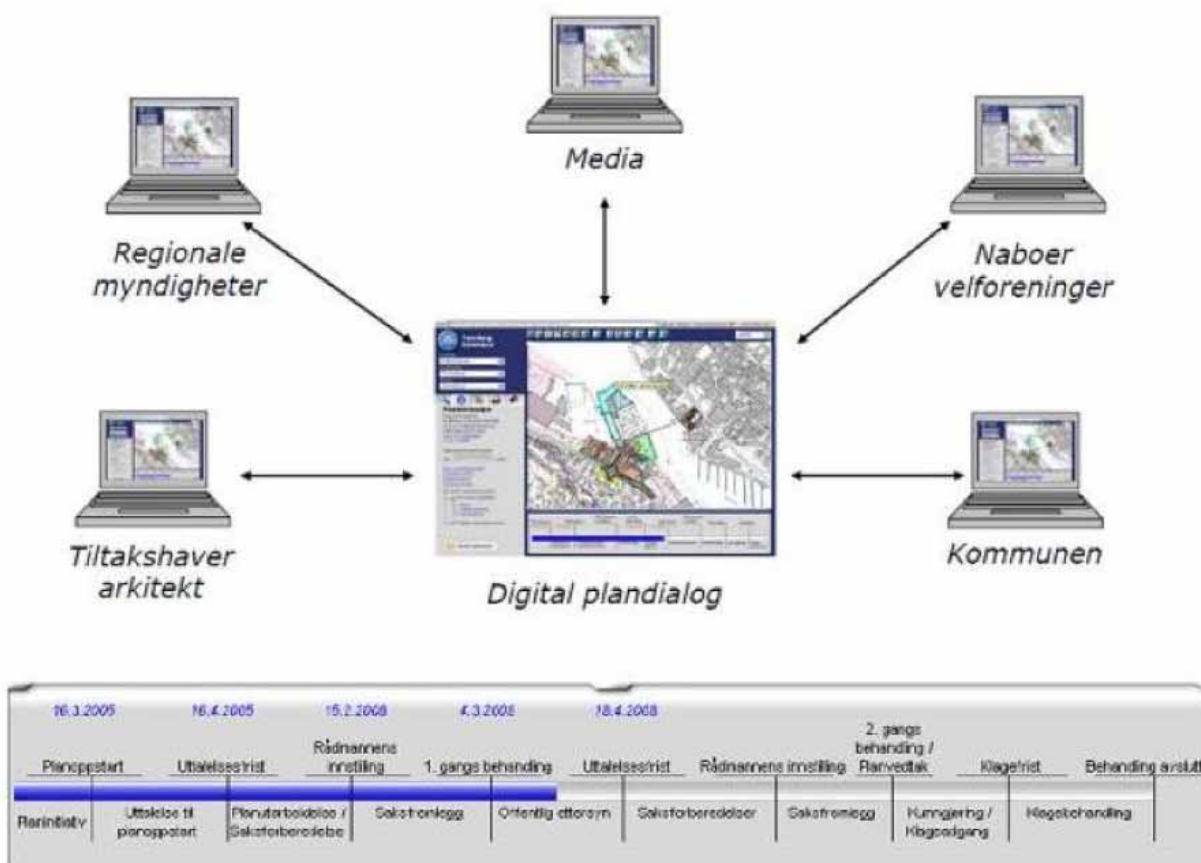 Media
Regionale
myndigheter
Naboer
velforeninger
Tiltakshaver
arkitekt
Digital plandialog
Kommunen
16.3.2005
16.4.2005
15.2.2008
4.3.2008
18.4.2008
Planoppstart
Uttalelsesfrist
Rådmannens
innstilling
1. gangs behandling
Uttalelsesfrist
Rådmannens innstilling
2. gangs
behandling /
Planvedtak
Klagefrist
Behandling avslutt
Planinitiativ
Uttalelse til
planoppstart
Planutarbeidelse /
Saksforberedelse
Saksfremlegg
Offentlig ettersyn
Saksforberedelser
Saksfremlegg
Kunngjøring /
Klageadgang
Klagebehandling